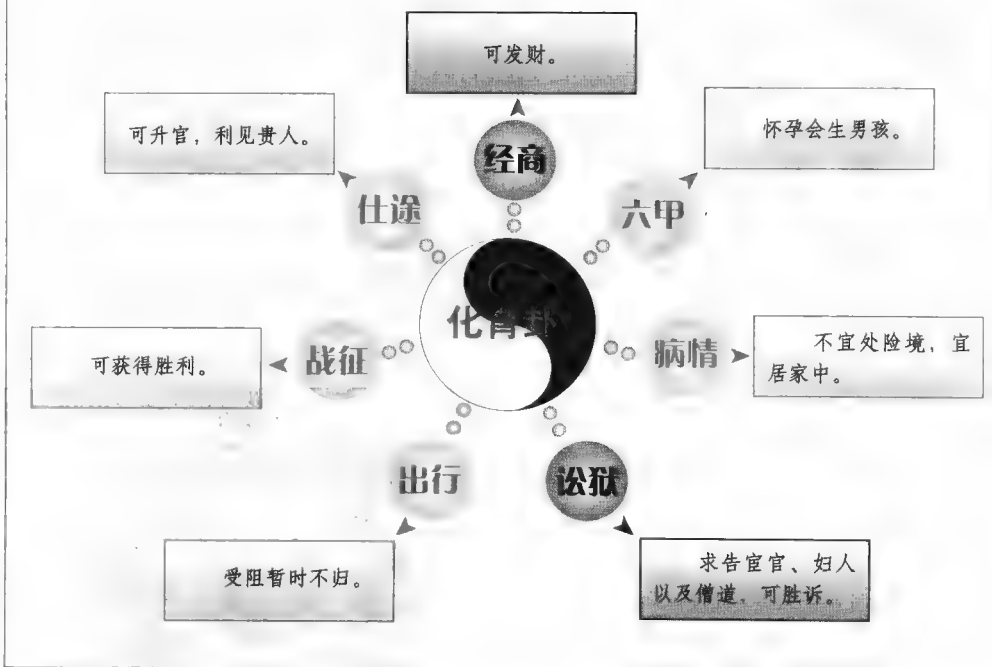 可发财。
经商
可升官，利见贵人。
仕途
怀孕会生男孩。
六甲
化育卦
可获得胜利。
战征
病情
不宜处险境，宜
居家中。
出行
受阻暂时不归。
讼狱
求告宦官、妇人
以及僧道，可胜诉。